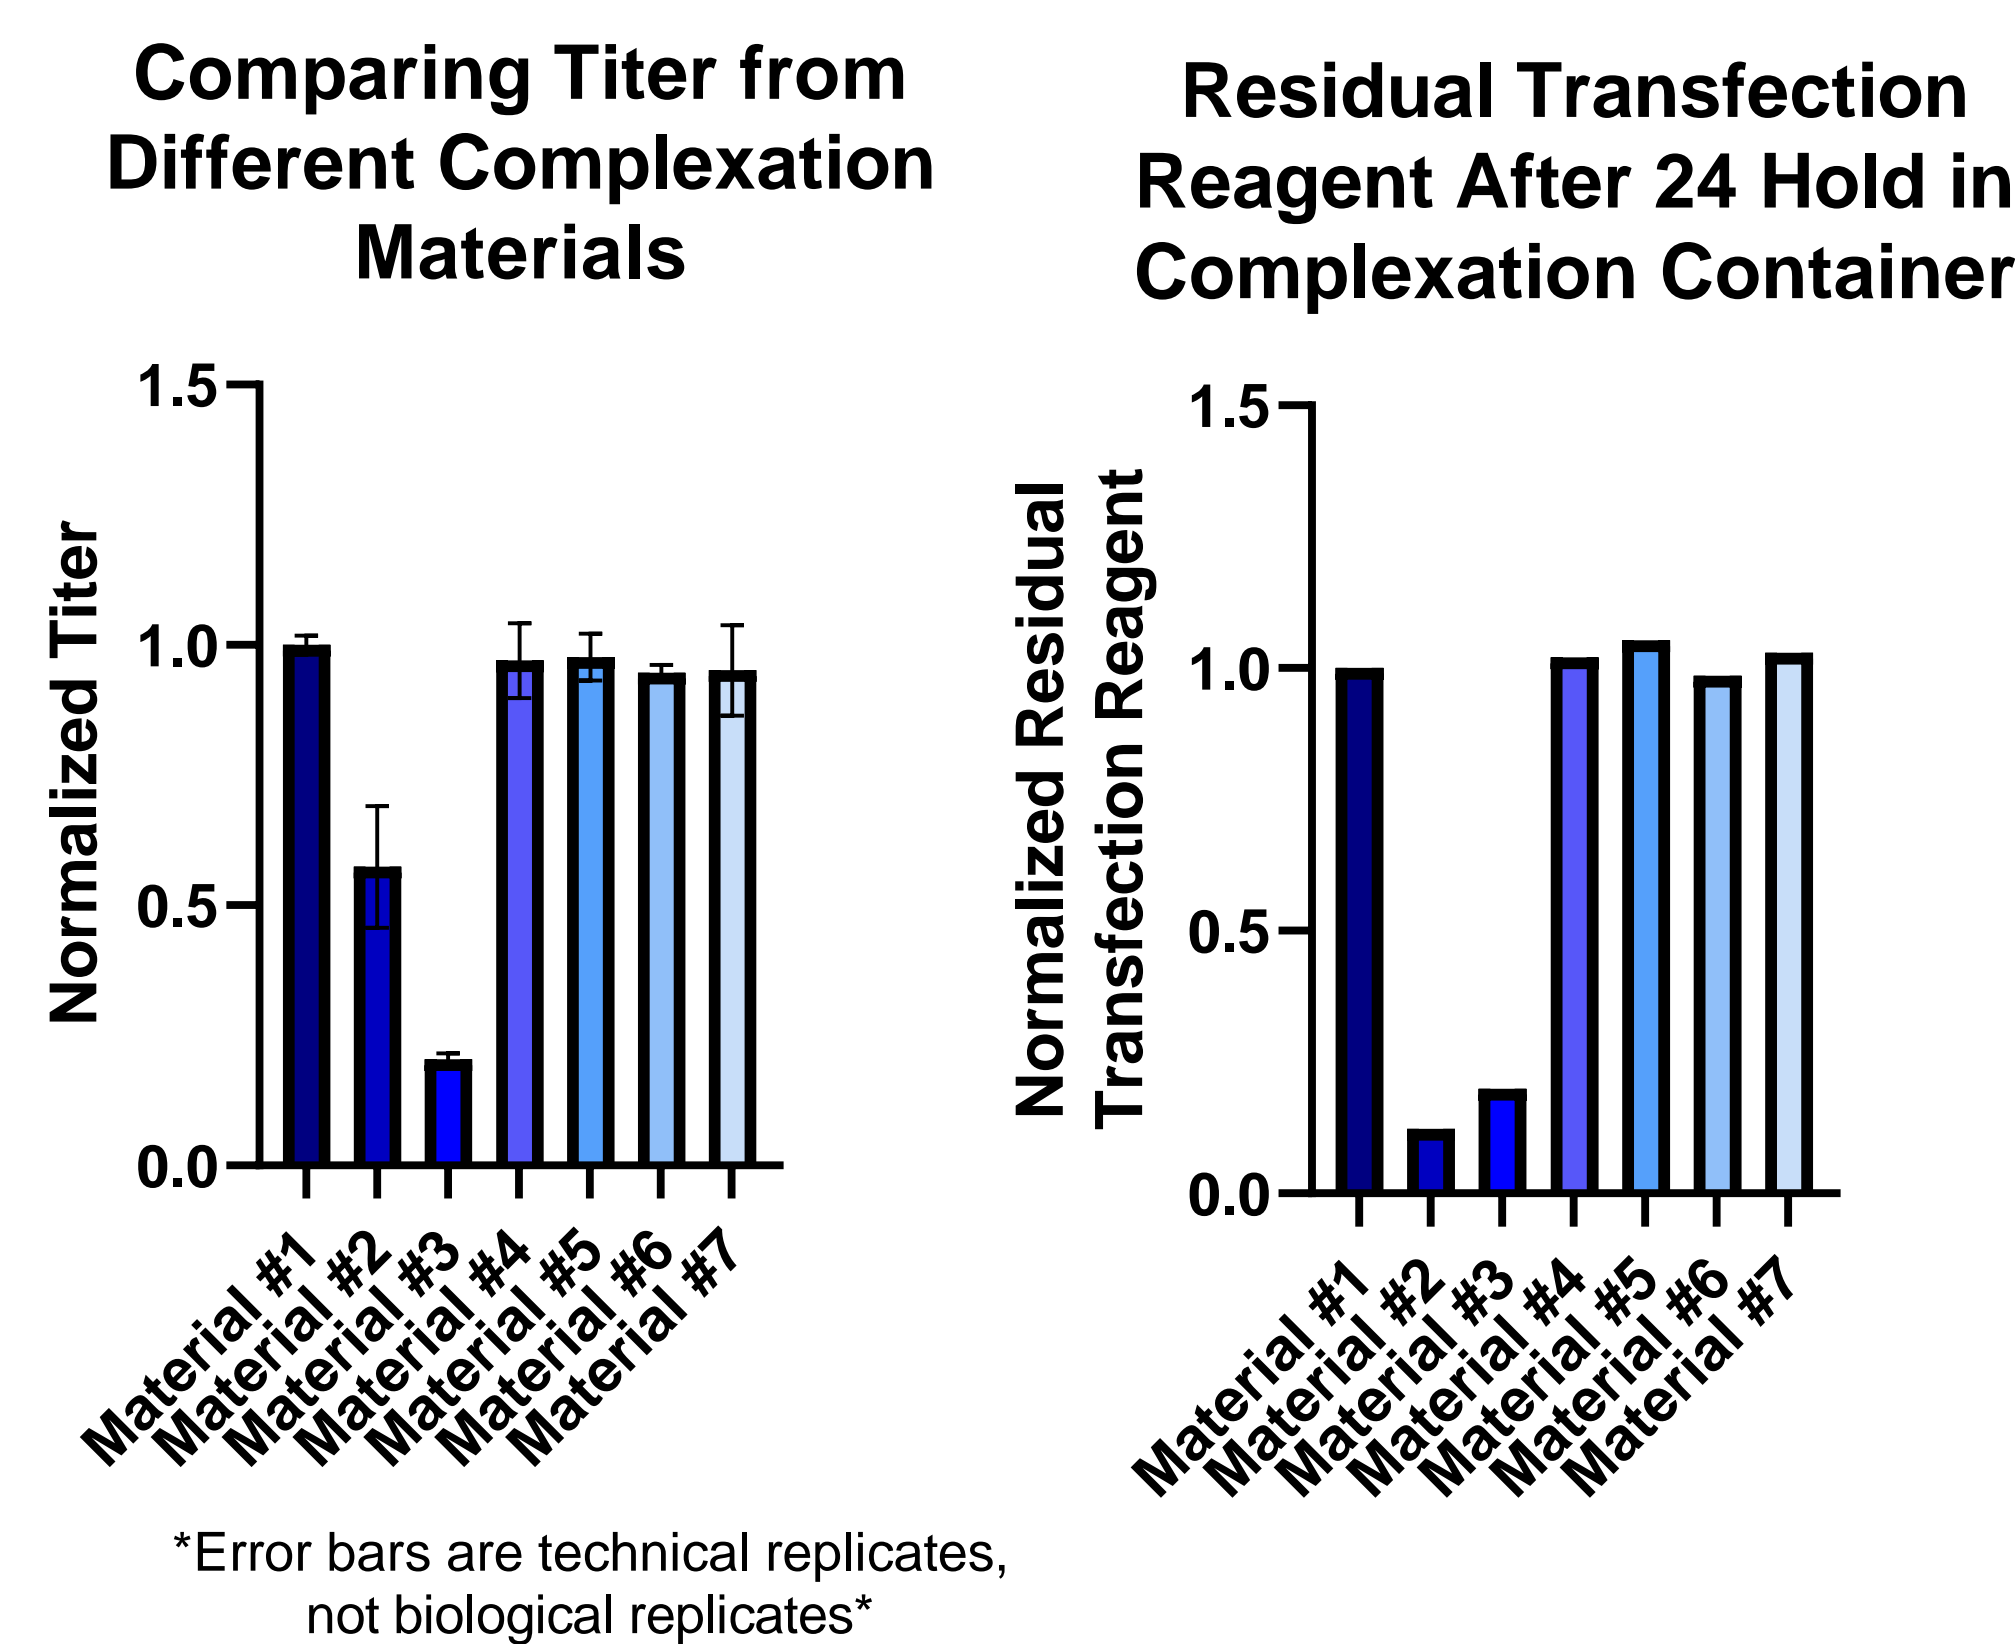 Comparing Titer from
Different Complexation
Materials
Normalized Titer
1.5
1.0
0.5
0.0
Material #1
Material #2
Material #3
Material #4
Material #5
Material #6
Material #7
*Error bars are technical replicates,
not biological replicates*
Residual Transfection
Reagent After 24 Hold in
Complexation Container
Normalized Residual
Transfection Reagent
1.5
1.0
0.5
0.0
Material #1
Material #2
Material #3
Material #4
Material #5
Material #6
Material #7